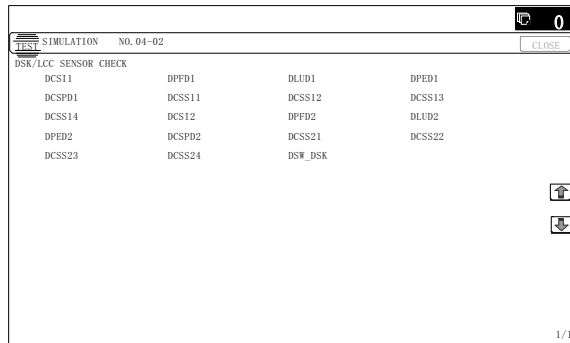 0
TEST SIMULATION NO. 04-02 CLOSE
DSK/LCC SENSOR CHECK
DCSI1 DPFD1 DLUD1 DPED1
DCSPD1 DCSS11 DCSS12 DCSS13
DCSS14 DCSI2 DPFD2 DLUD2
DPED2 DCSPD2 DCSS21 DCSS22
DCSS23 DCSS24 DSW_DSK
1/1